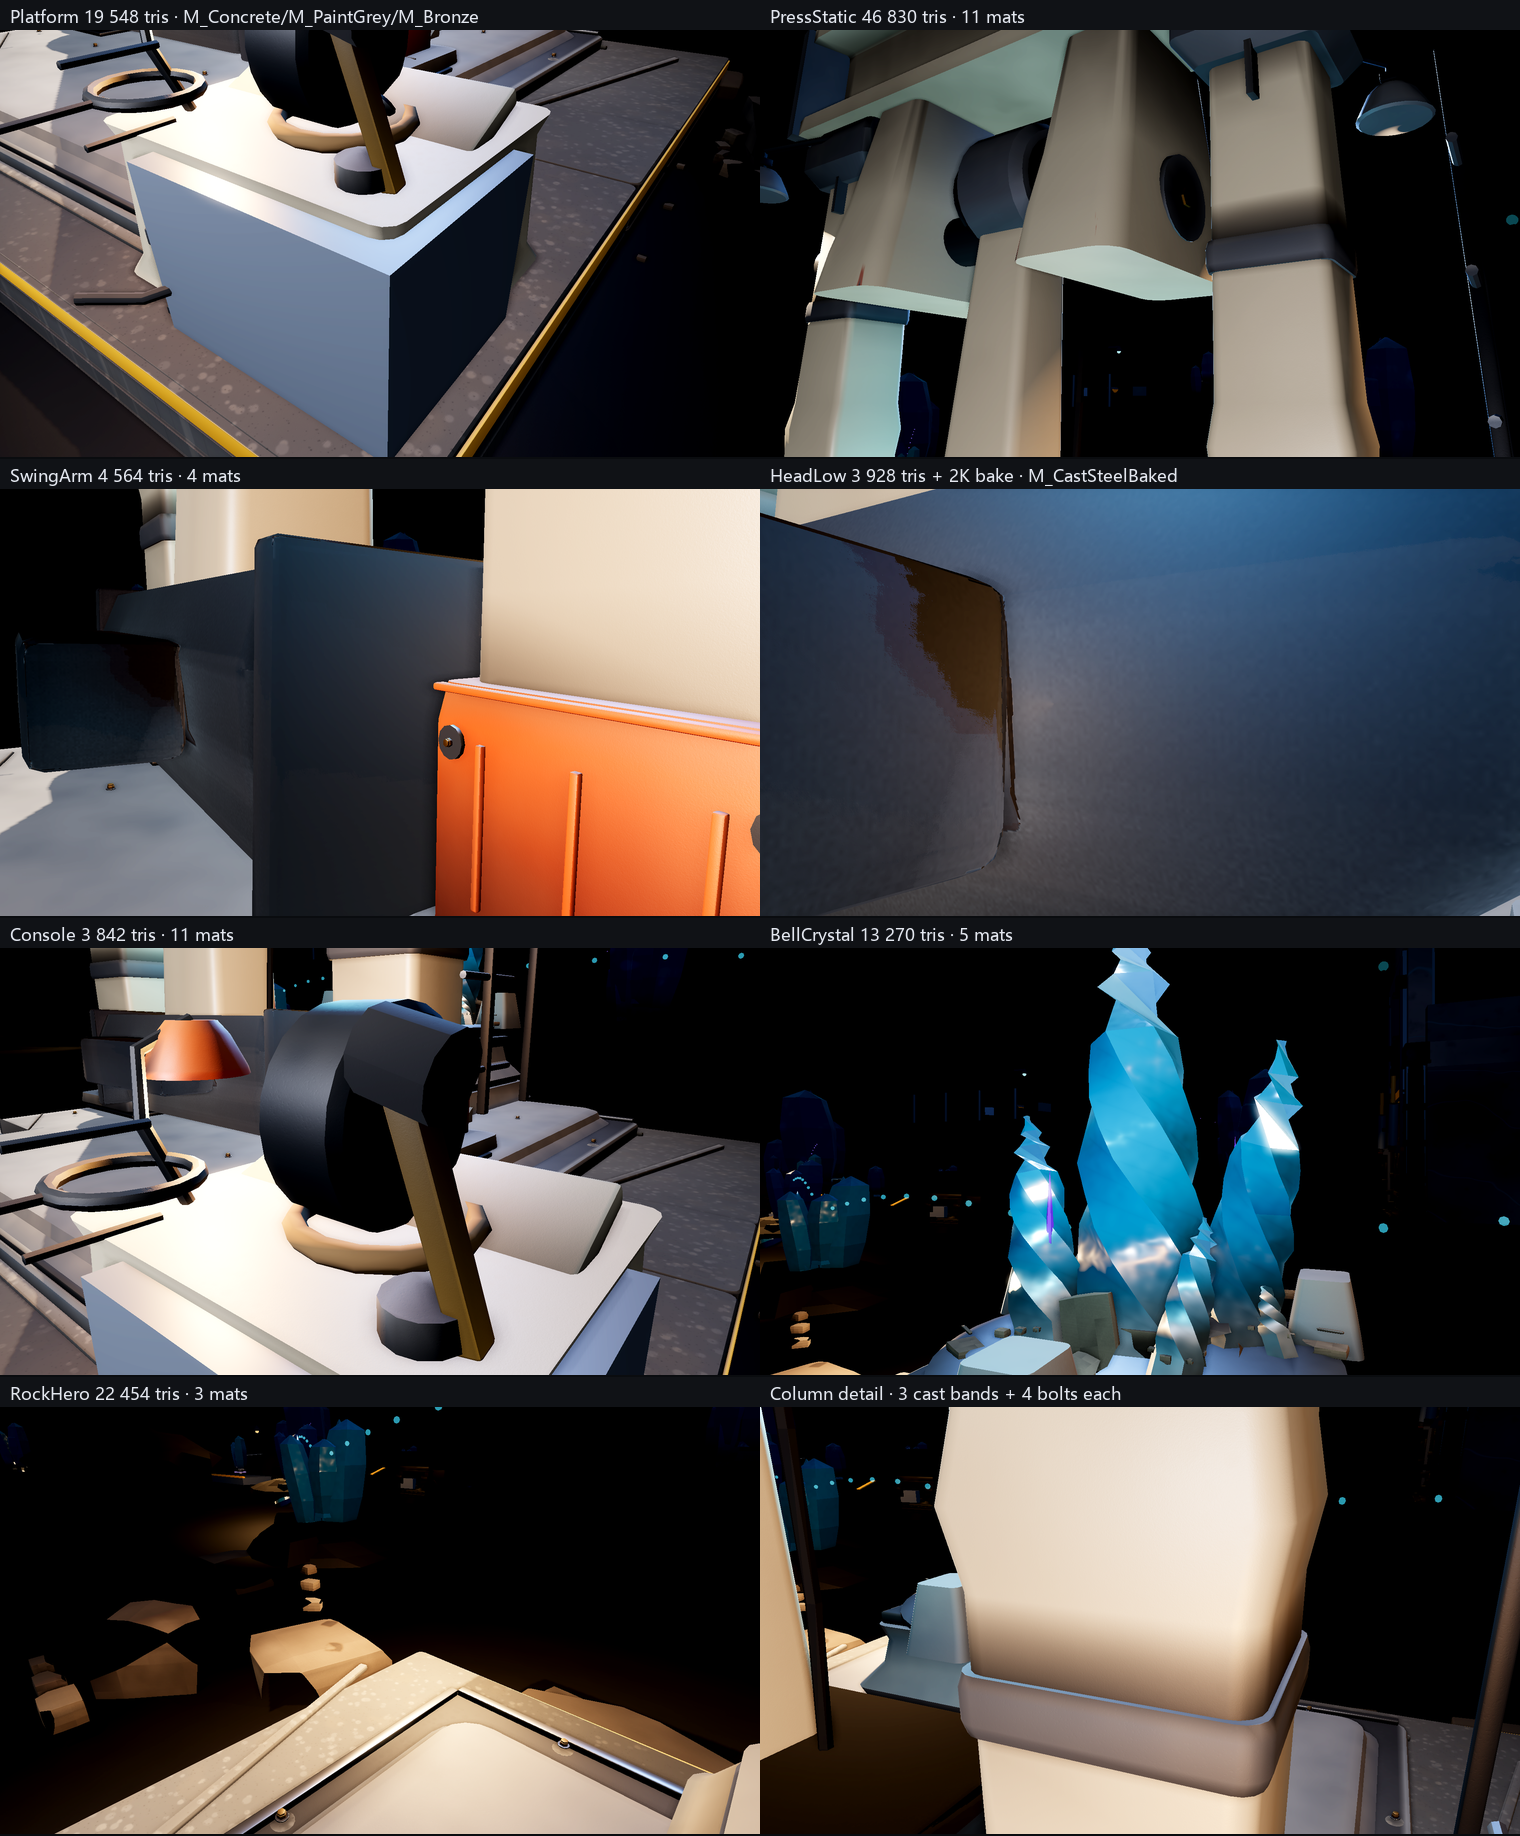 Platform 19 548 tris · M_Concrete/M_PaintGrey/M_Bronze
PressStatic 46 830 tris · 11 mats
SwingArm 4 564 tris · 4 mats
HeadLow 3 928 tris + 2K bake · M_CastSteelBaked
Console 3 842 tris · 11 mats
BellCrystal 13 270 tris · 5 mats
RockHero 22 454 tris · 3 mats
Column detail · 3 cast bands + 4 bolts each